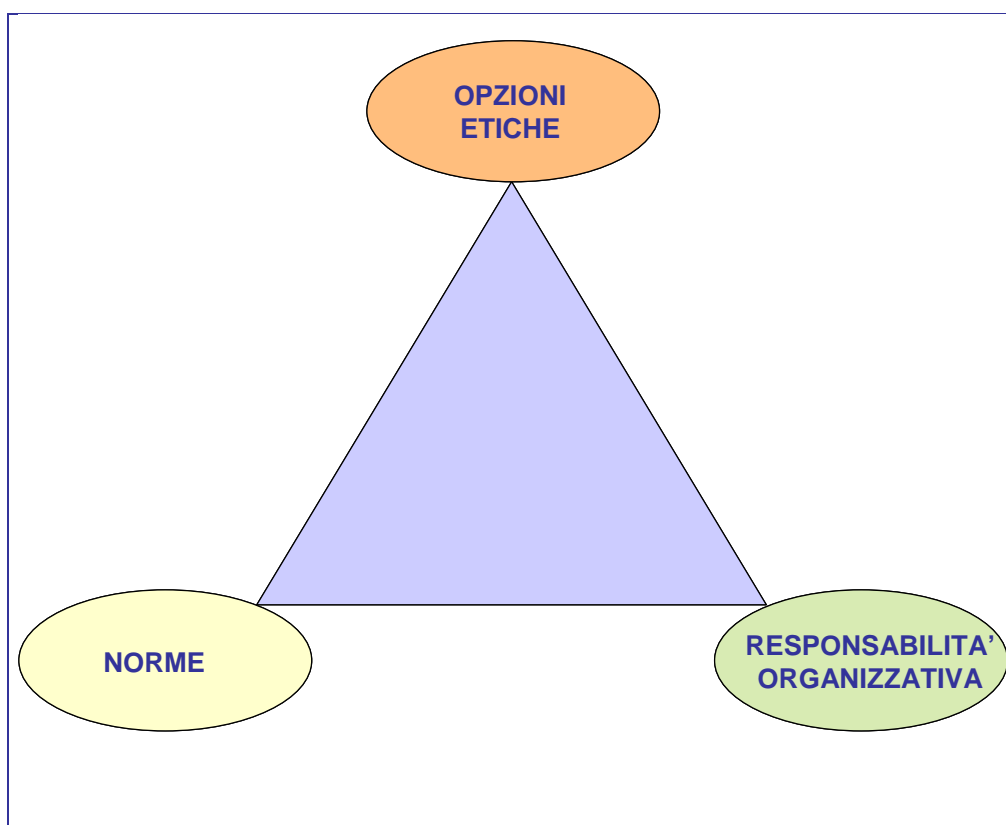 OPZIONI
ETICHE
NORME
RESPONSABILITA’
ORGANIZZATIVA